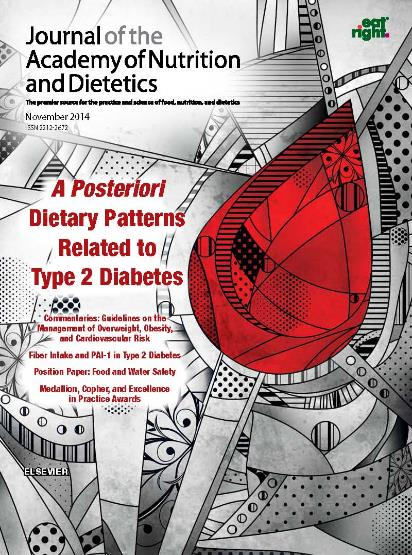 eat
right.
Journal of the
Academy of Nutrition
and Dietetics
The premier source for the practice and science of food, nutrition, and dietetics
November 2014
ISSN 2212-2672
A Posteriori
Dietary Patterns
Related to
Type 2 Diabetes
Commentaries: Guidelines on the
Management of Overweight, Obesity,
and Cardiovascular Risk
Fiber Intake and PAI-1 in Type 2 Diabetes
Position Paper: Food and Water Safety
Medallion, Copher, and Excellence
in Practice Awards
ELSEVIER